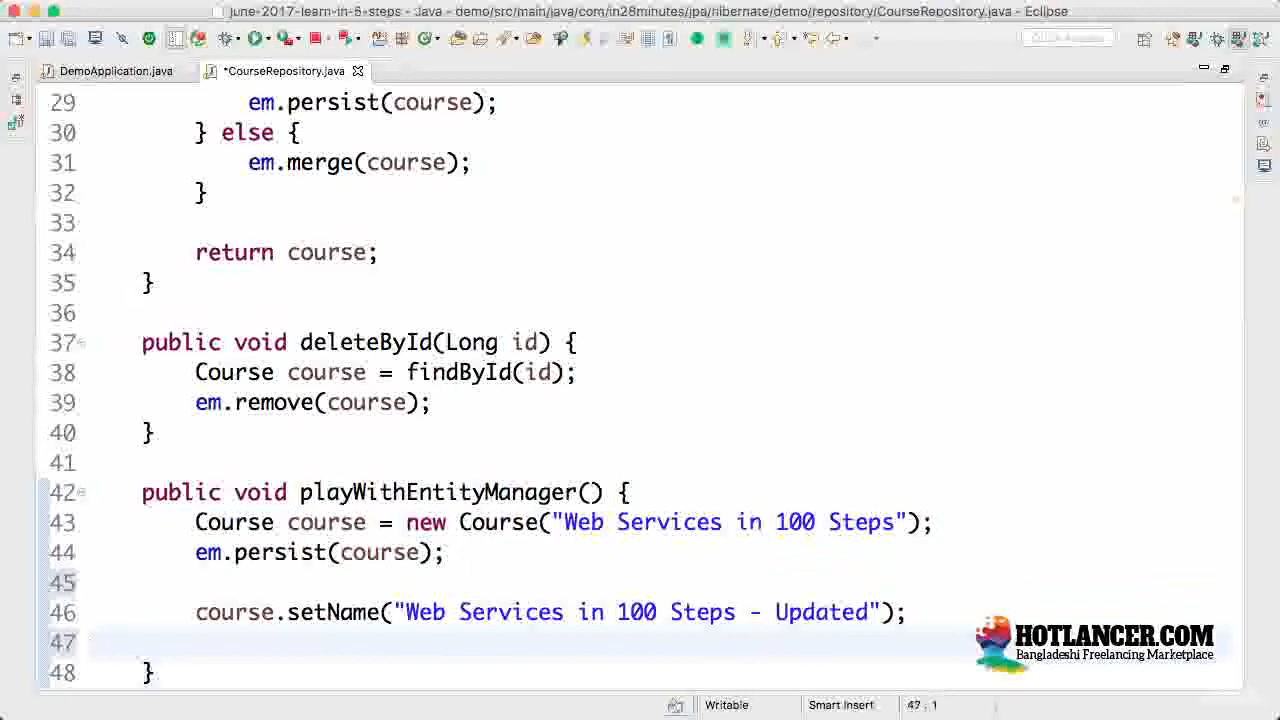 june-2017-learn-in-5-steps - Java - demo/src/main/java/com/in28minutes/jpa/hibernate/demo/repository/CourseRepository.java - Eclipse
Quick Access
DemoApplication.java
*CourseRepository.java
29 em.persist(course);
30 } else {
31 em.merge(course);
32 }
33
34 return course;
35 }
36
37 public void deleteById(Long id) {
38 Course course = findById(id);
39 em.remove(course);
40 }
41
42 public void playWithEntityManager() {
43 Course course = new Course("Web Services in 100 Steps");
44 em.persist(course);
45
46 course.setName("Web Services in 100 Steps - Updated");
47
48 }
HOTLANCER.COM
Bangladeshi Freelancing Marketplace
Writable
Smart Insert
47 : 1